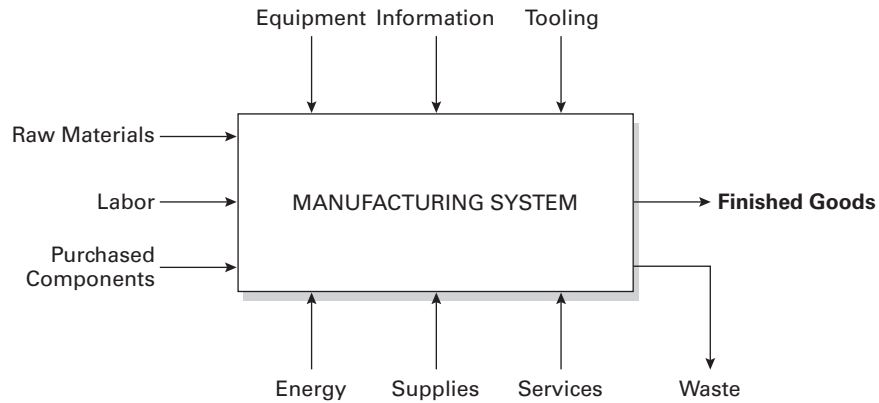 Equipment Information Tooling
Raw Materials
Labor
MANUFACTURING SYSTEM
Finished Goods
Purchased
Components
Energy Supplies Services Waste